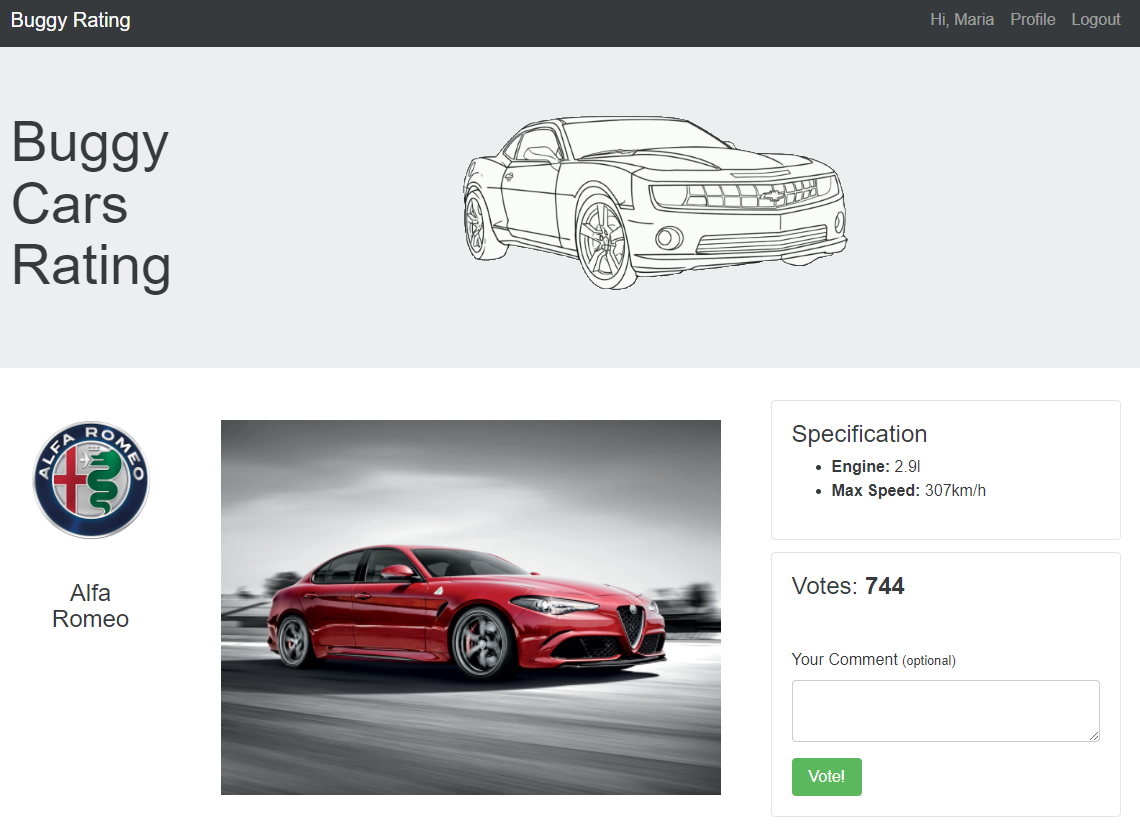 Buggy Rating
Hi, Maria Profile Logout
Buggy
Cars
Rating
ALFA ROMEO
Alfa
Romeo
Specification
Engine: 2.9l
Max Speed: 307km/h
Votes: 744
Your Comment (optional)
Vote!